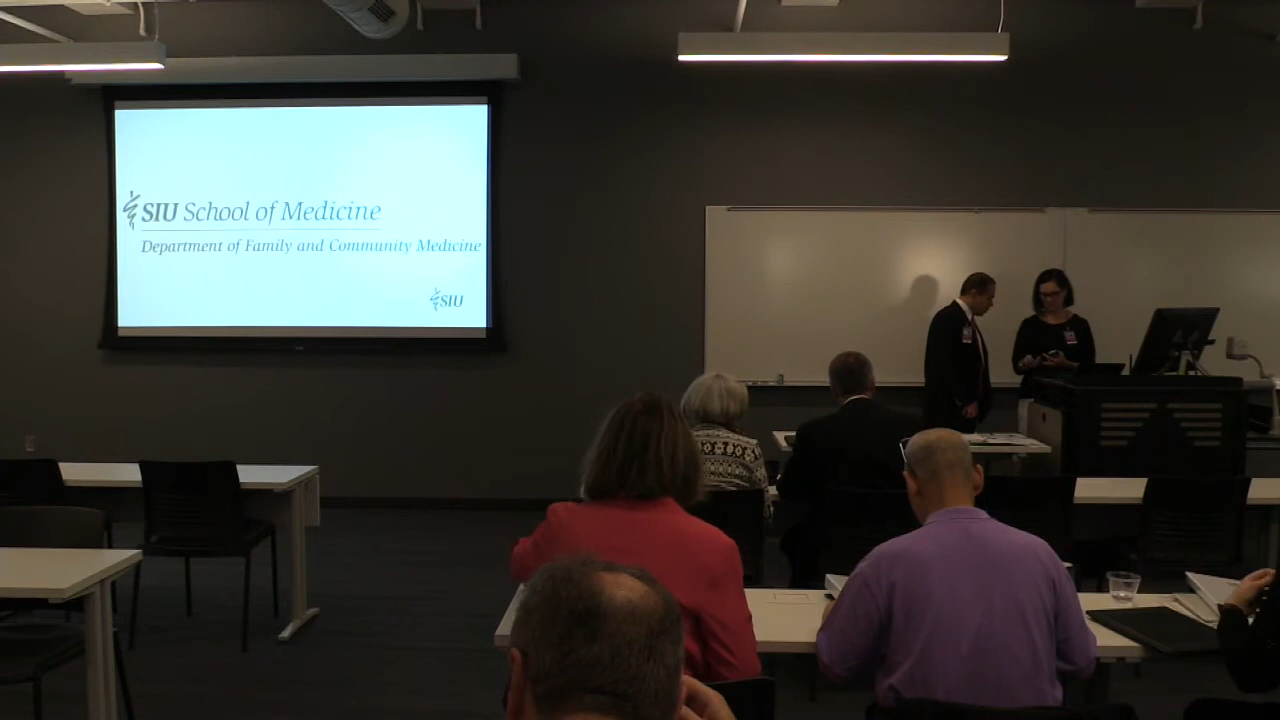 SIU School of Medicine
Department of Family and Community Medicine
SIU